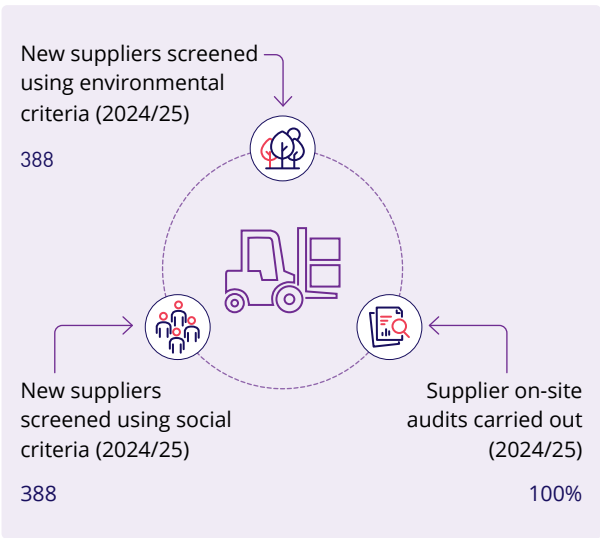 New suppliers screened
using environmental
criteria (2024/25)
388
New suppliers
screened using social
criteria (2024/25)
388
Supplier on-site
audits carried out
(2024/25)
100%